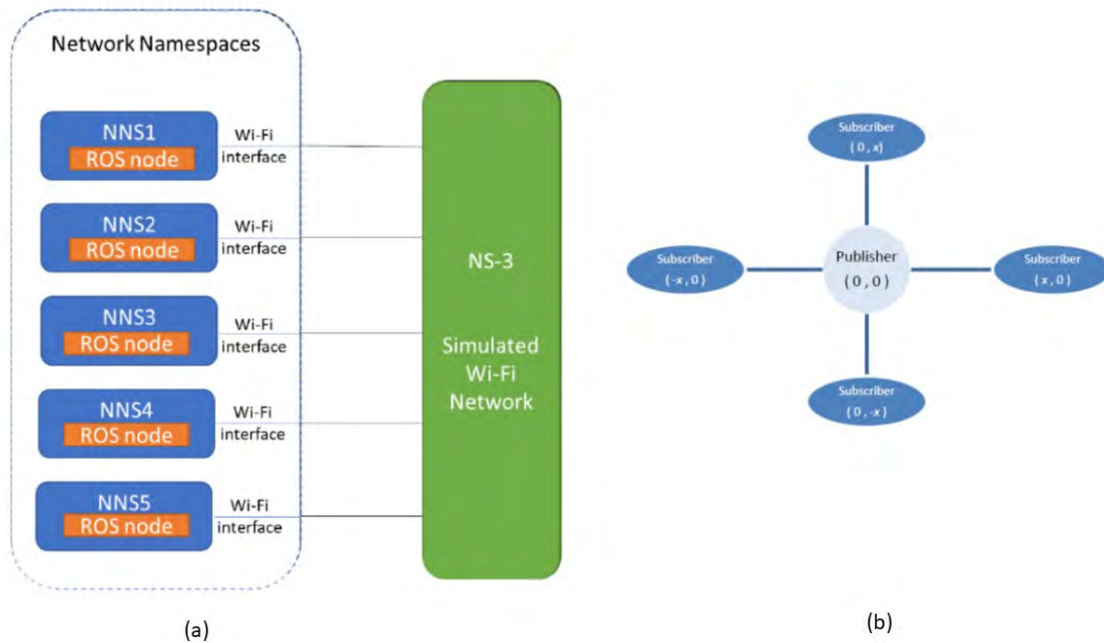 Network Namespaces
NNS1
ROS node
Wi-Fi
interface
NNS2
ROS node
Wi-Fi
interface
NNS3
ROS node
Wi-Fi
interface
NNS4
ROS node
Wi-Fi
interface
NNS5
ROS node
Wi-Fi
interface
NS-3
Simulated
Wi-Fi
Network
(a)
Subscriber
(0, x)
Subscriber
(-x, 0)
Publisher
(0, 0)
Subscriber
(x, 0)
Subscriber
(0, -x)
(b)